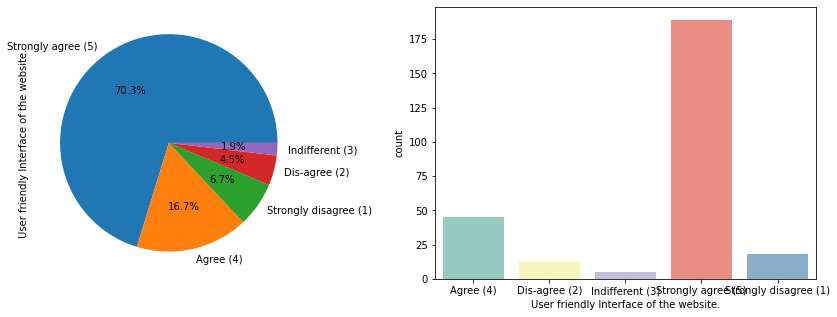 Strongly agree (5)
User friendly Interface of the website.
70.3%
1.9%
Indifferent (3)
4.5%
Dis-agree (2)
6.7%
Strongly disagree (1)
16.7%
Agree (4)
175
150
125
100
75
50
25
0
count
Agree (4)
Dis-agree (2)
Indifferent (3)
Strongly agree (5)
Strongly disagree (1)
User friendly Interface of the website.